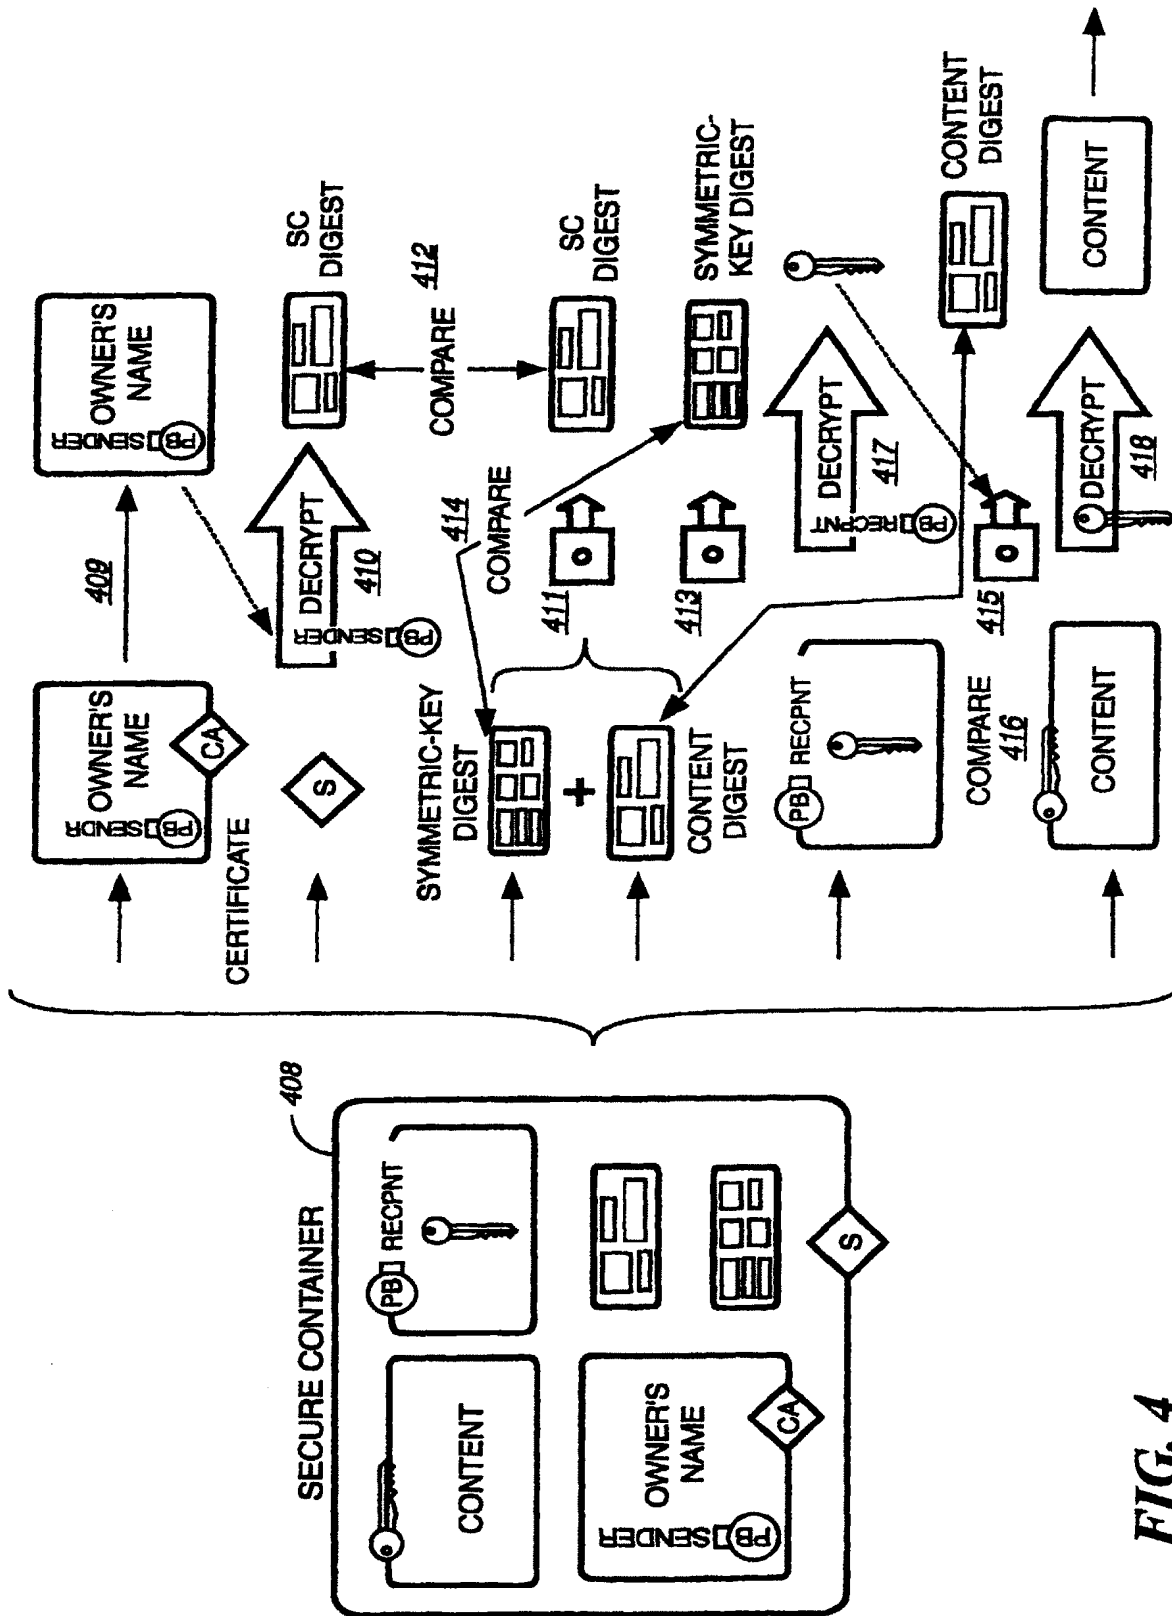 SECURE CONTAINER
408
CONTENT
PB RECPNT
OWNER'S
NAME
PB SENDER
CA
S
OWNER'S
NAME
PB SENDR
CA
CERTIFICATE
409
OWNER'S
NAME
PB SENDER
S
PB SENDER
DECRYPT
410
SC
DIGEST
COMPARE
412
SYMMETRIC-KEY
DIGEST
+
CONTENT
DIGEST
414
COMPARE
411
SC
DIGEST
413
SYMMETRIC-
KEY DIGEST
PB RECPNT
PB RECPNT
DECRYPT
417
COMPARE
416
415
CONTENT
DIGEST
CONTENT
DECRYPT
418
CONTENT
FIG. 4